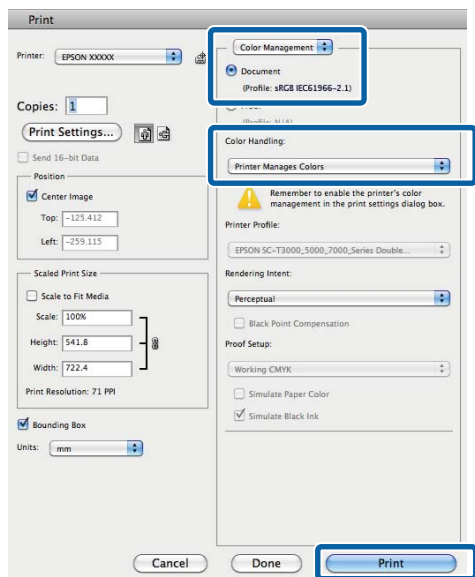 Print
Printer: EPSON XXXXX
Copies: 1
Print Settings...
Send 16-bit Data
Position
Center Image
Top: -125.412
Left: -259.115
Scaled Print Size
Scale to Fit Media
Scale: 100%
Height: 541.8
Width: 722.4
Print Resolution: 71 PPI
Bounding Box
Units: mm
Color Management
Document
(Profile: sRGB IEC61966-2.1)
(Profile: N/A)
Color Handling:
Printer Manages Colors
Remember to enable the printer's color
management in the print settings dialog box.
Printer Profile:
EPSON SC-T3000_5000_7000_Series Double...
Rendering Intent:
Perceptual
Black Point Compensation
Proof Setup:
Working CMYK
Simulate Paper Color
Simulate Black Ink
Cancel
Done
Print